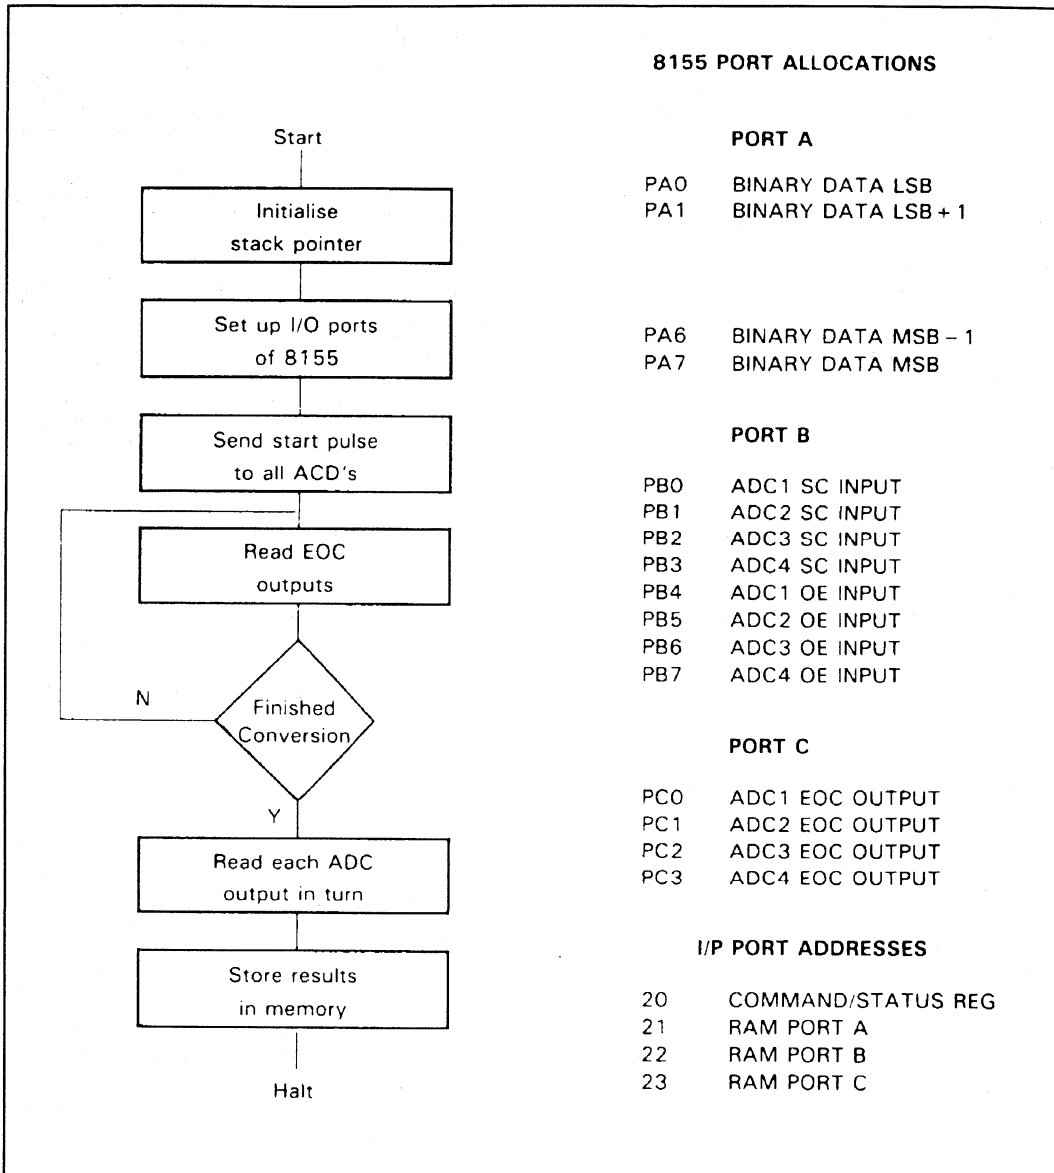 8155 PORT ALLOCATIONS
Start
Initialise
stack pointer
Set up I/O ports
of 8155
Send start pulse
to all ACD's
Read EOC
outputs
N
Finished
Conversion
Y
Read each ADC
output in turn
Store results
in memory
Halt
PORT A
PA0 BINARY DATA LSB
PA1 BINARY DATA LSB + 1
PA6 BINARY DATA MSB - 1
PA7 BINARY DATA MSB
PORT B
PB0 ADC1 SC INPUT
PB1 ADC2 SC INPUT
PB2 ADC3 SC INPUT
PB3 ADC4 SC INPUT
PB4 ADC1 OE INPUT
PB5 ADC2 OE INPUT
PB6 ADC3 OE INPUT
PB7 ADC4 OE INPUT
PORT C
PC0 ADC1 EOC OUTPUT
PC1 ADC2 EOC OUTPUT
PC2 ADC3 EOC OUTPUT
PC3 ADC4 EOC OUTPUT
I/P PORT ADDRESSES
20 COMMAND/STATUS REG
21 RAM PORT A
22 RAM PORT B
23 RAM PORT C